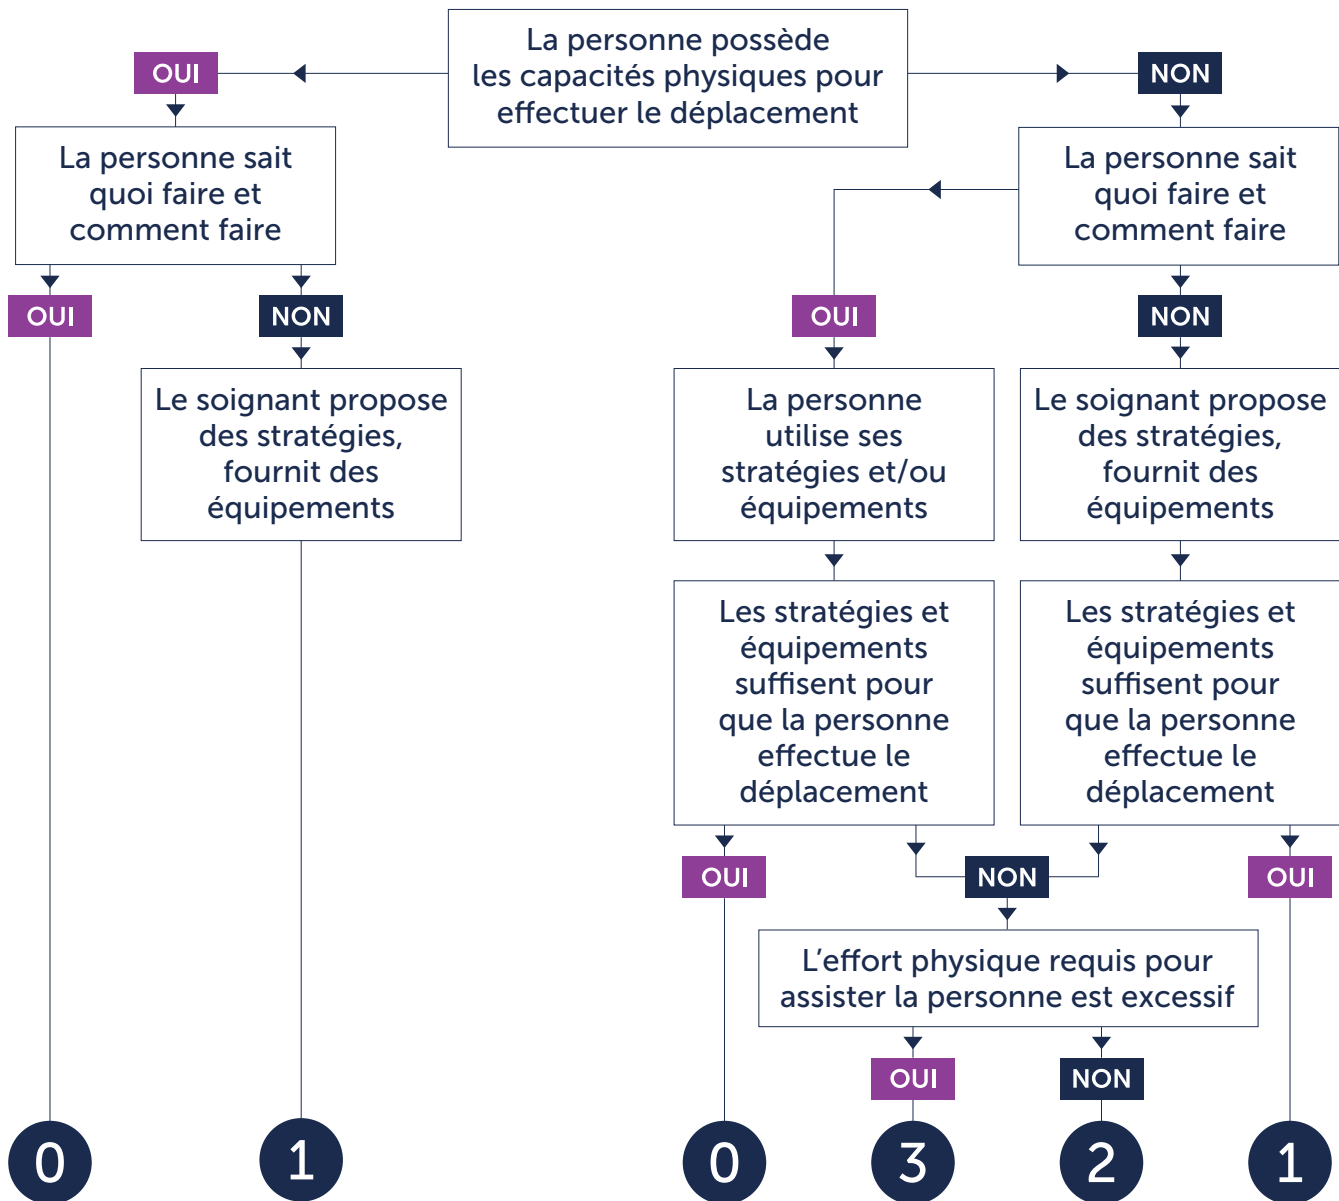 La personne possède
les capacités physiques pour
effectuer le déplacement
OUI
NON
La personne sait
quoi faire et
comment faire
La personne sait
quoi faire et
comment faire
OUI
NON
OUI
NON
Le soignant propose
des stratégies,
fournit des
équipements
La personne
utilise ses
stratégies et/ou
équipements
Le soignant propose
des stratégies,
fournit des
équipements
Les stratégies et
équipements
suffisent pour
que la personne
effectue le
déplacement
Les stratégies et
équipements
suffisent pour
que la personne
effectue le
déplacement
OUI
NON
OUI
L'effort physique requis pour
assister la personne est excessif
OUI
NON
0
1
0
3
2
1